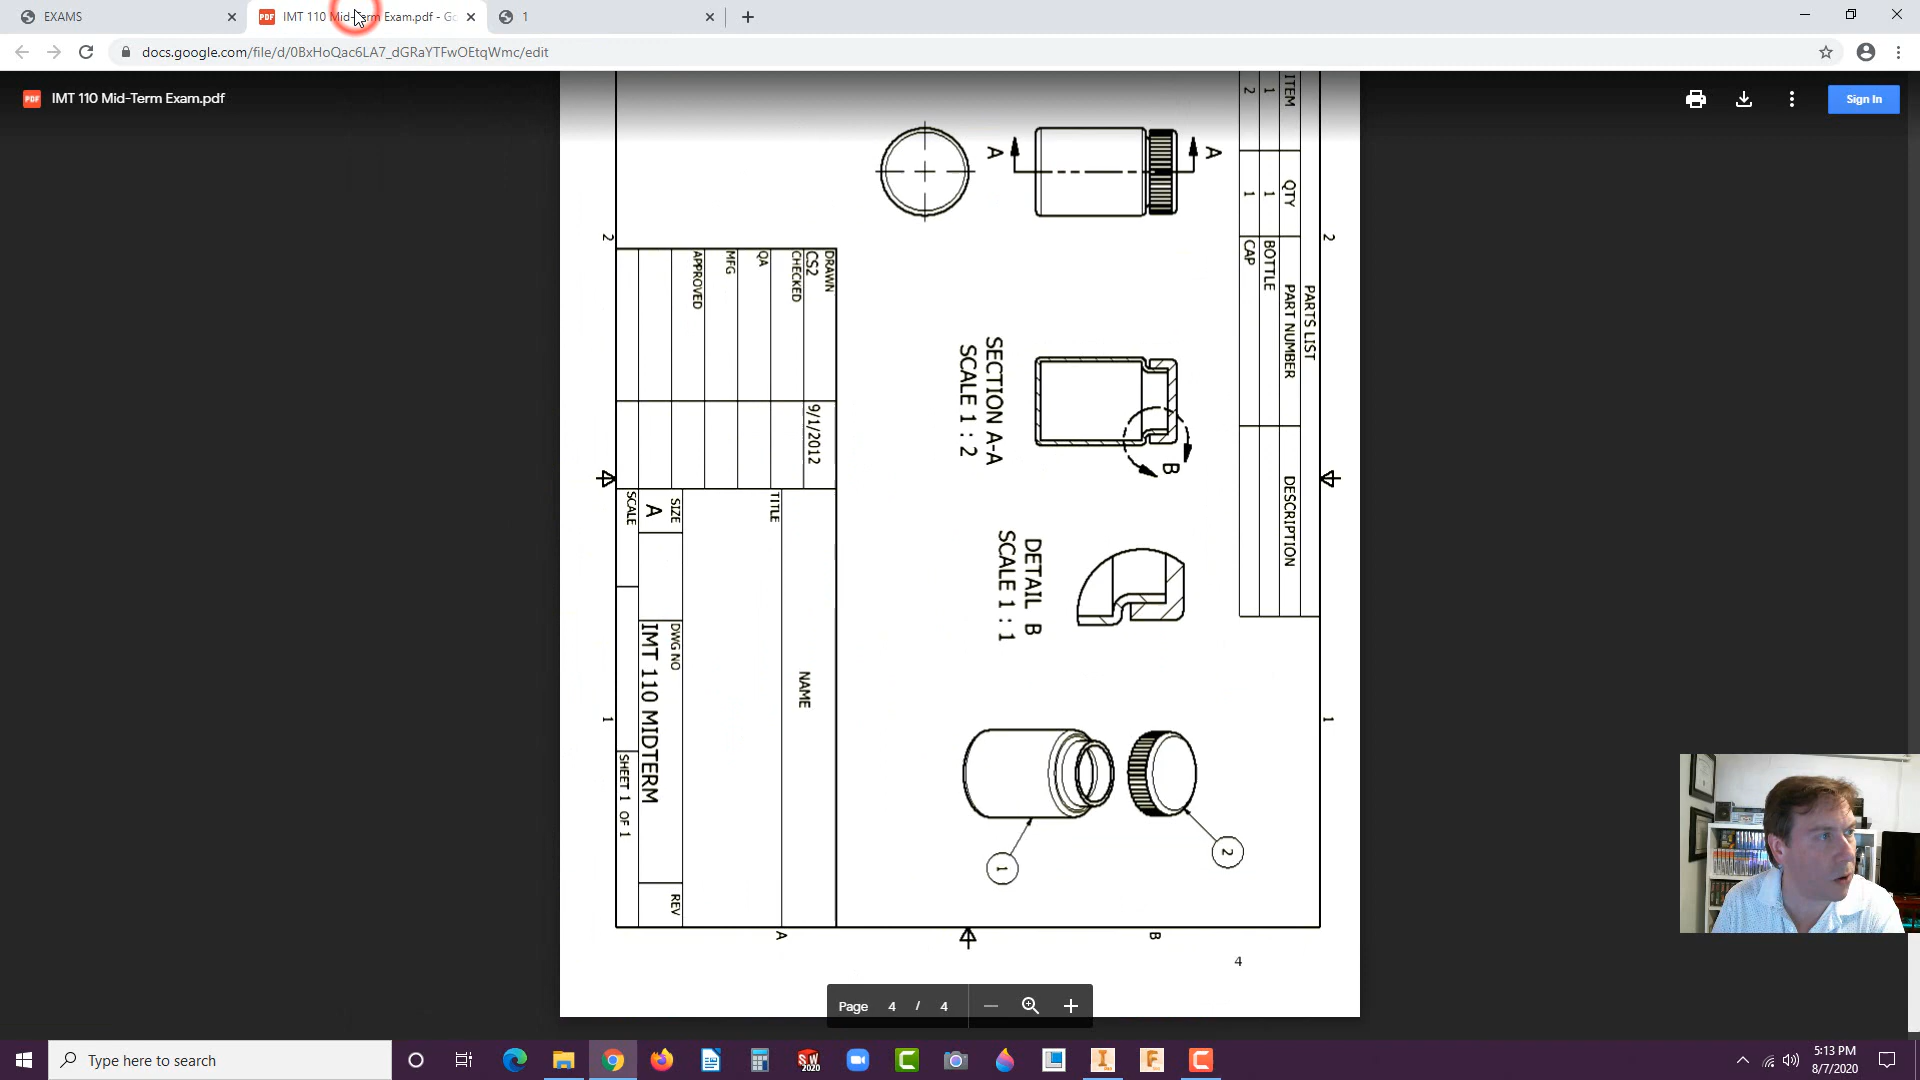 EXAMS
IMT 110 Mid-Term Exam.pdf - Go
1
docs.google.com/file/d/0BxHoQac6LA7_dGRaYTFwOEtqWmc/edit
PDF
IMT 110 Mid-Term Exam.pdf
Sign In
PARTS LIST
ITEM QTY PART NUMBER DESCRIPTION
1 1 BOTTLE
2 1 CAP
2
2
A
A
SECTION A-A
SCALE 1 : 2
B
DETAIL B
SCALE 1 : 1
1
2
1
1
DRAWN
CS2
9/1/2012
CHECKED
QA
MFG
APPROVED
NAME
TITLE
SIZE
A
DWG NO
IMT 110 MIDTERM
REV
SCALE
SHEET 1 OF 1
A
B
4
Page 4 / 4
Type here to search
SW
2020
5:13 PM
8/7/2020